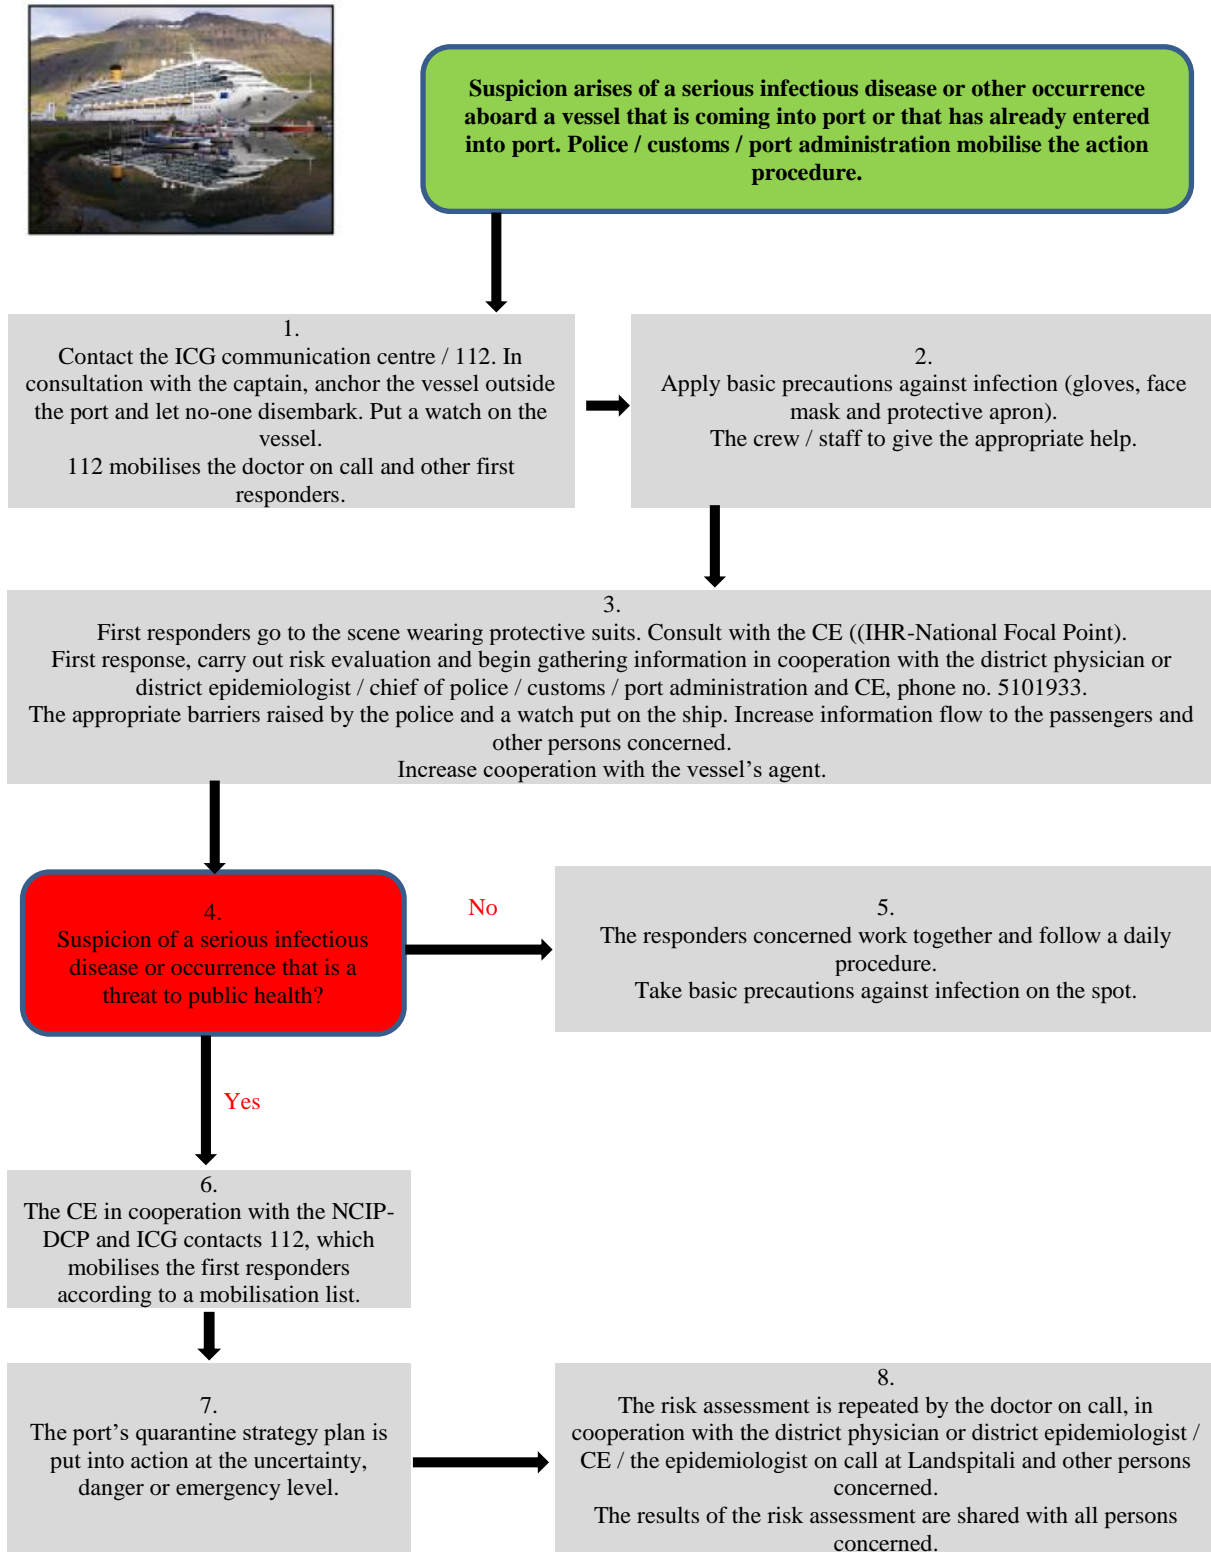 Suspicion arises of a serious infectious disease or other occurrence
aboard a vessel that is coming into port or that has already entered
into port. Police / customs / port administration mobilise the action
procedure.
1.
Contact the ICG communication centre / 112. In
consultation with the captain, anchor the vessel outside
the port and let no-one disembark. Put a watch on the
vessel.
112 mobilises the doctor on call and other first
responders.
2.
Apply basic precautions against infection (gloves, face
mask and protective apron).
The crew / staff to give the appropriate help.
3.
First responders go to the scene wearing protective suits. Consult with the CE ((IHR-National Focal Point).
First response, carry out risk evaluation and begin gathering information in cooperation with the district physician or
district epidemiologist / chief of police / customs / port administration and CE, phone no. 5101933.
The appropriate barriers raised by the police and a watch put on the ship. Increase information flow to the passengers and
other persons concerned.
Increase cooperation with the vessel’s agent.
4.
Suspicion of a serious infectious
disease or occurrence that is a
threat to public health?
No
5.
The responders concerned work together and follow a daily
procedure.
Take basic precautions against infection on the spot.
Yes
6.
The CE in cooperation with the NCIP-
DCP and ICG contacts 112, which
mobilises the first responders
according to a mobilisation list.
7.
The port’s quarantine strategy plan is
put into action at the uncertainty,
danger or emergency level.
8.
The risk assessment is repeated by the doctor on call, in
cooperation with the district physician or district epidemiologist /
CE / the epidemiologist on call at Landspitali and other persons
concerned.
The results of the risk assessment are shared with all persons
concerned.